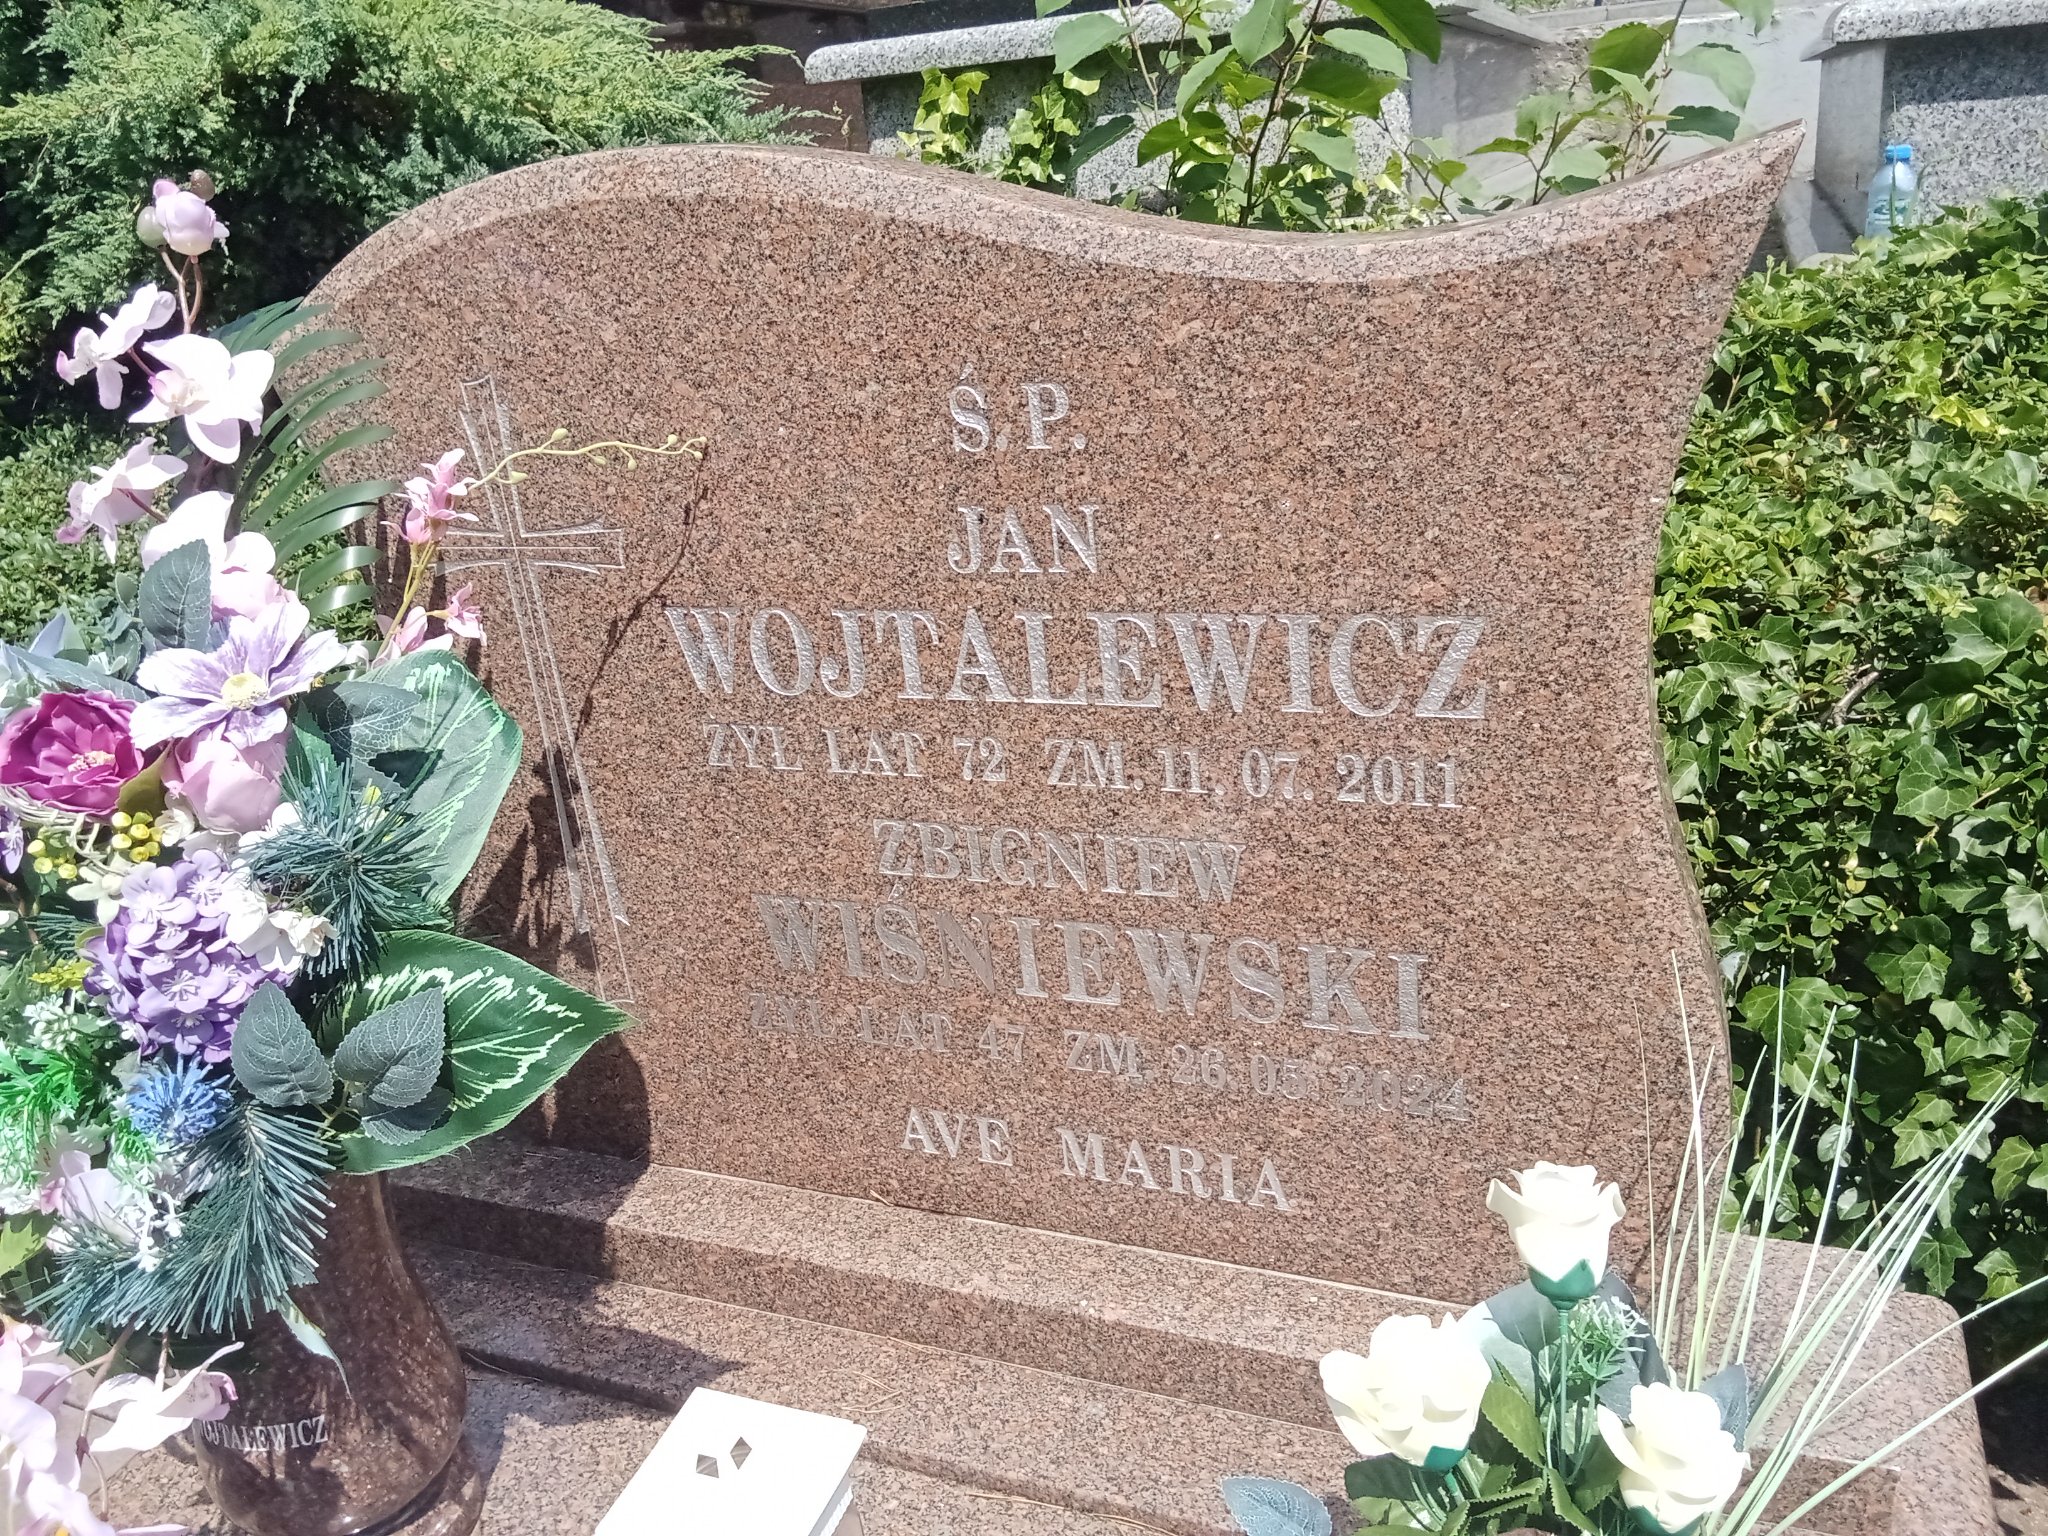 Ś.P.
JAN
WOJTALEWICZ
ŻYŁ LAT 72 ZM. 11. 07. 2011
ZBIGNIEW
WIŚNIEWSKI
ŻYŁ LAT 47 ZM. 26. 05. 2024
AVE MARIA
WOJTALEWICZ